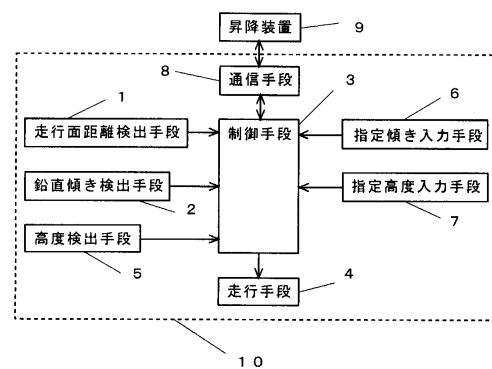 昇降装置
9
8
通信手段
3
1
走行面距離検出手段
制御手段
6
指定傾き入力手段
鉛直傾き検出手段
2
指定高度入力手段
7
高度検出手段
5
走行手段
4
10